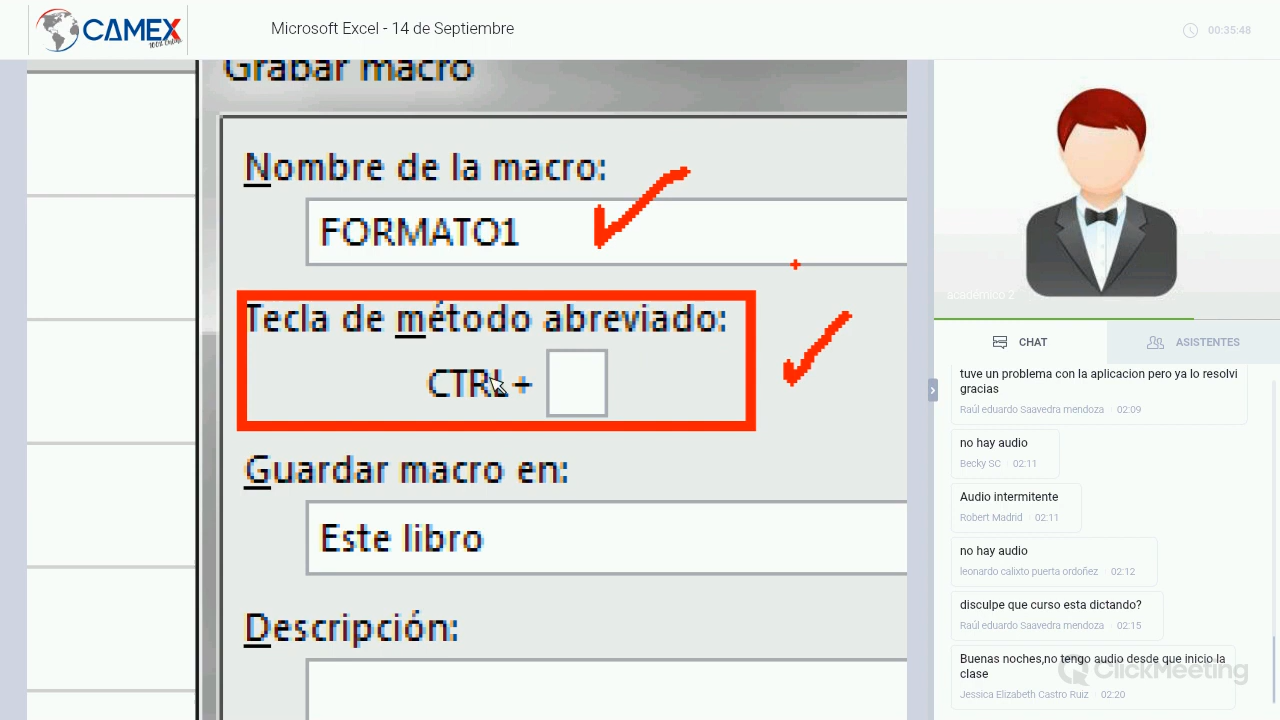 CAMEX
100% Online
Microsoft Excel - 14 de Septiembre
00:35:48
Grabar macro
Nombre de la macro:
FORMATO1
Tecla de método abreviado:
CTRL+
Guardar macro en:
Este libro
Descripción:
académico 2
CHAT
ASISTENTES
tuve un problema con la aplicacion pero ya lo resolvi
gracias
Raúl eduardo Saavedra mendoza · 02:09
no hay audio
Becky SC · 02:11
Audio intermitente
Robert Madrid · 02:11
no hay audio
leonardo calixto puerta ordoñez · 02:12
disculpe que curso esta dictando?
Raúl eduardo Saavedra mendoza · 02:15
Buenas noches,no tengo audio desde que inicio la
clase
Jessica Elizabeth Castro Ruiz · 02:20
ClickMeeting